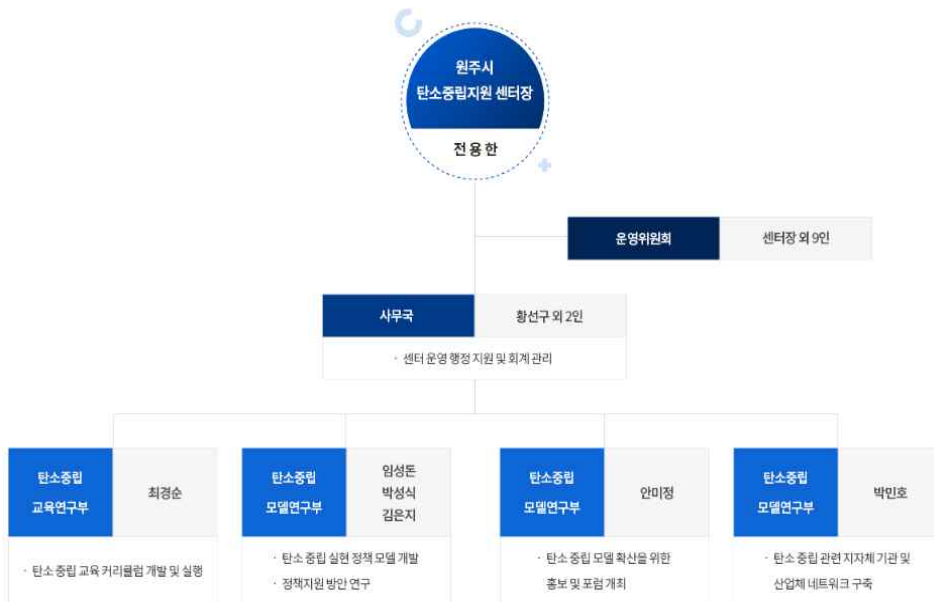 원주시
탄소중립지원 센터장
전용한
운영위원회
센터장 외 9인
사무국
황선구 외 2인
· 센터 운영 행정 지원 및 회계 관리
탄소중립
교육연구부
최경순
· 탄소 중립 교육 커리큘럼 개발 및 실행
탄소중립
모델연구부
임성돈
박성식
김은지
· 탄소 중립 실현 정책 모델 개발
· 정책지원 방안 연구
탄소중립
모델연구부
안미정
· 탄소 중립 모델 확산을 위한
홍보 및 포럼 개최
탄소중립
모델연구부
박민호
· 탄소 중립 관련 지자체 기관 및
산업체 네트워크 구축